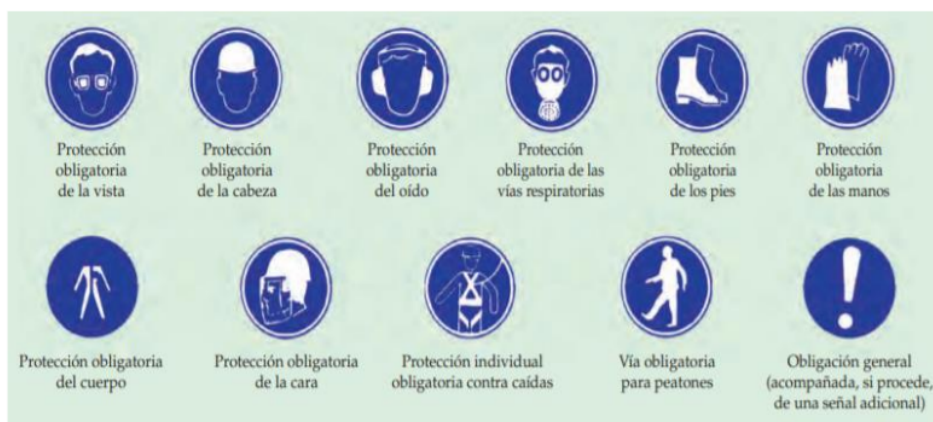 Protección
obligatoria
de la vista
Protección
obligatoria
de la cabeza
Protección
obligatoria
del oído
Protección
obligatoria de las
vías respiratorias
Protección
obligatoria
de los pies
Protección
obligatoria
de las manos
Protección obligatoria
del cuerpo
Protección obligatoria
de la cara
Protección individual
obligatoria contra caídas
Vía obligatoria
para peatones
Obligación general
(acompañada, si procede,
de una señal adicional)